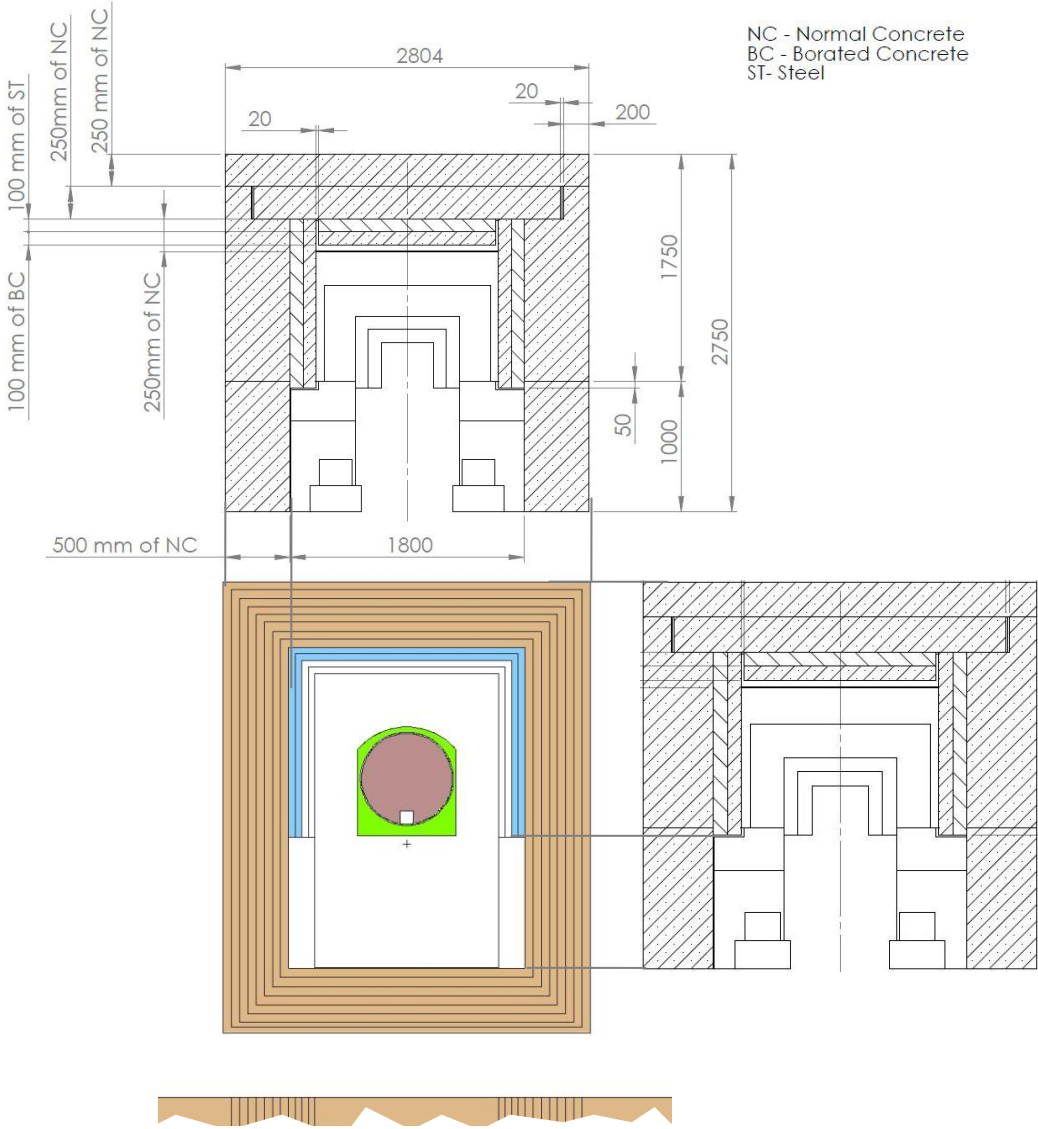 NC - Normal Concrete
BC - Borated Concrete
ST- Steel
2804
20
200
20
100 mm of ST
250mm of NC
250 mm of NC
100 mm of BC
250mm of NC
1750
2750
50
1000
500 mm of NC
1800